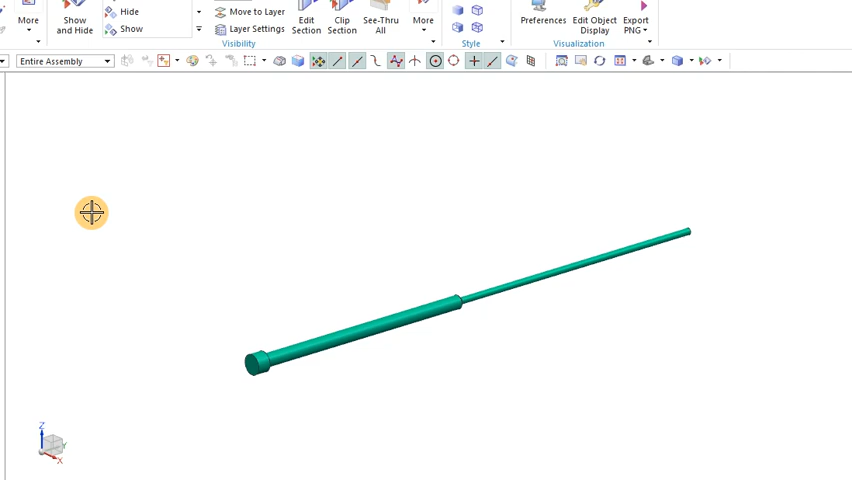 More
Show
and Hide
Hide
Show
Move to Layer
Layer Settings
Edit
Section
Clip
Section
See-Thru
All
More
Visibility
Style
Preferences
Edit Object
Display
Export
PNG
Visualization
Entire Assembly
Z
Y
X